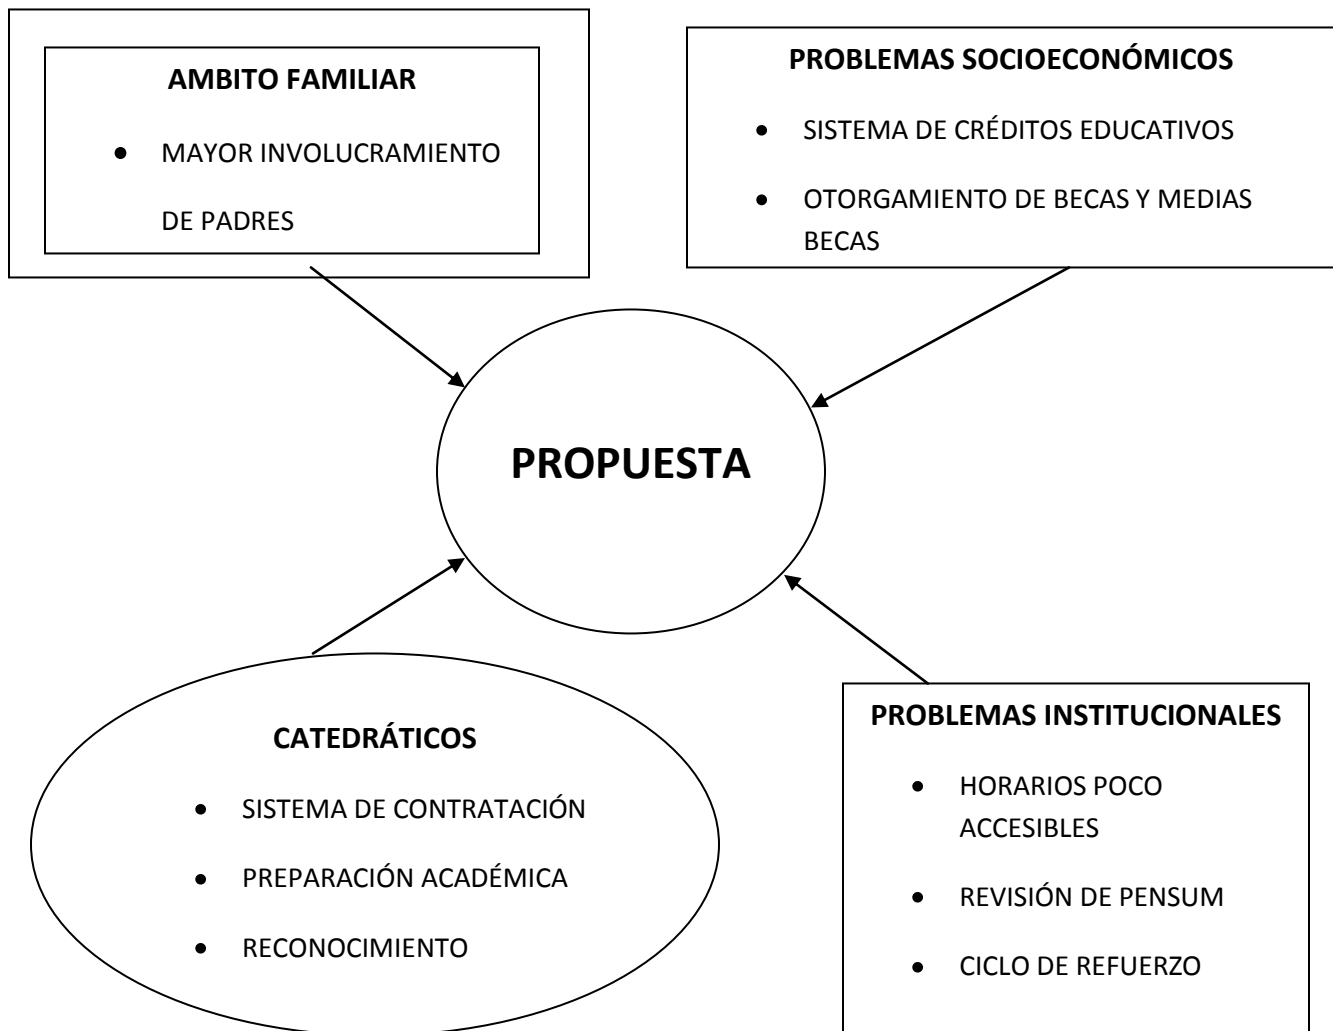 AMBITO FAMILIAR
• MAYOR INVOLUCRAMIENTO
DE PADRES
PROBLEMAS SOCIOECONÓMICOS
• SISTEMA DE CRÉDITOS EDUCATIVOS
• OTORGAMIENTO DE BECAS Y MEDIAS
BECAS
PROPUESTA
CATEDRÁTICOS
• SISTEMA DE CONTRATACIÓN
• PREPARACIÓN ACADÉMICA
• RECONOCIMIENTO
PROBLEMAS INSTITUCIONALES
• HORARIOS POCO
ACCESIBLES
• REVISIÓN DE PENSUM
• CICLO DE REFUERZO